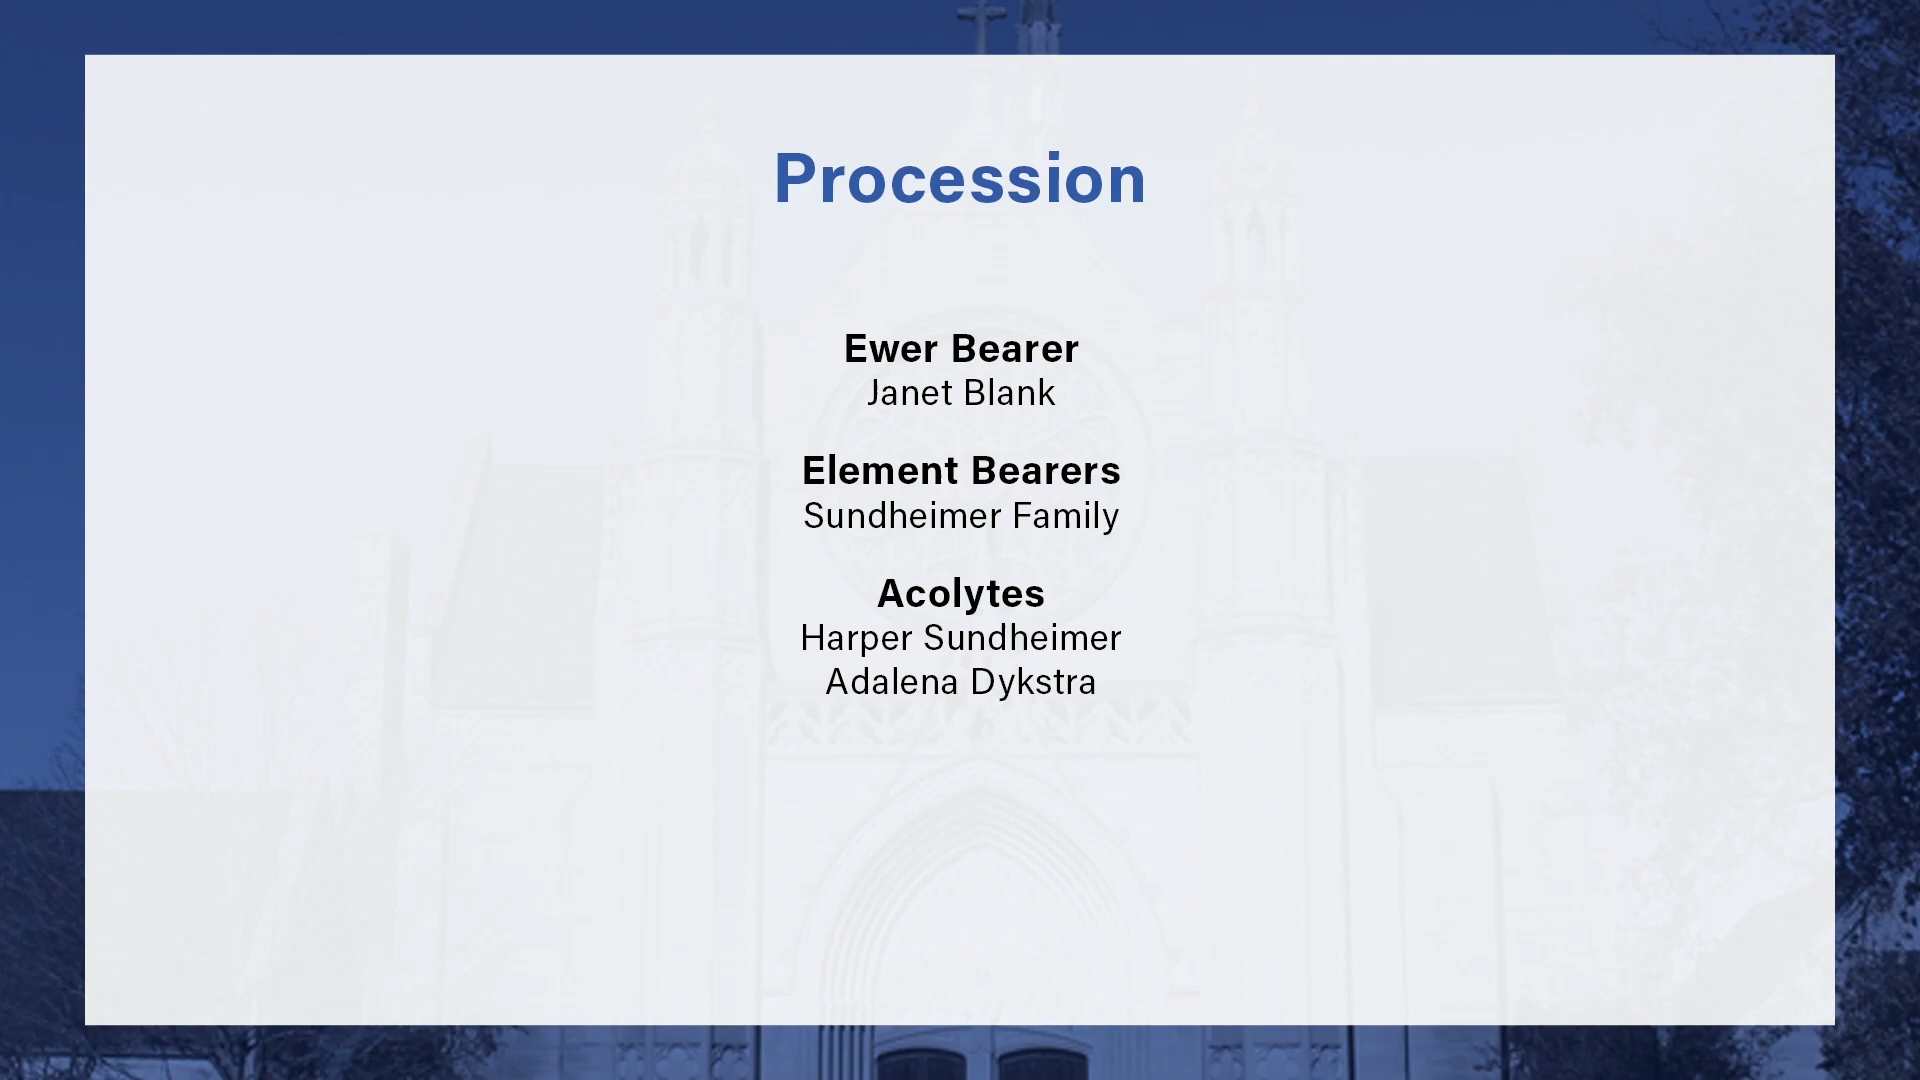 Procession
Ewer Bearer
Janet Blank
Element Bearers
Sundheimer Family
Acolytes
Harper Sundheimer
Adalena Dykstra